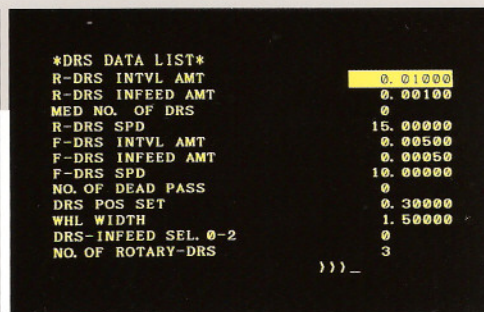 *DRS DATA LIST*
R-DRS INTVL AMT 0.01000
R-DRS INFEED AMT 0.00100
MED NO. OF DRS 0
R-DRS SPD 15.00000
F-DRS INTVL AMT 0.00500
F-DRS INFEED AMT 0.00050
F-DRS SPD 10.00000
NO. OF DEAD PASS 0
DRS POS SET 0.30000
WHL WIDTH 1.50000
DRS-INFEED SEL. 0-2 0
NO. OF ROTARY-DRS 3
)))_